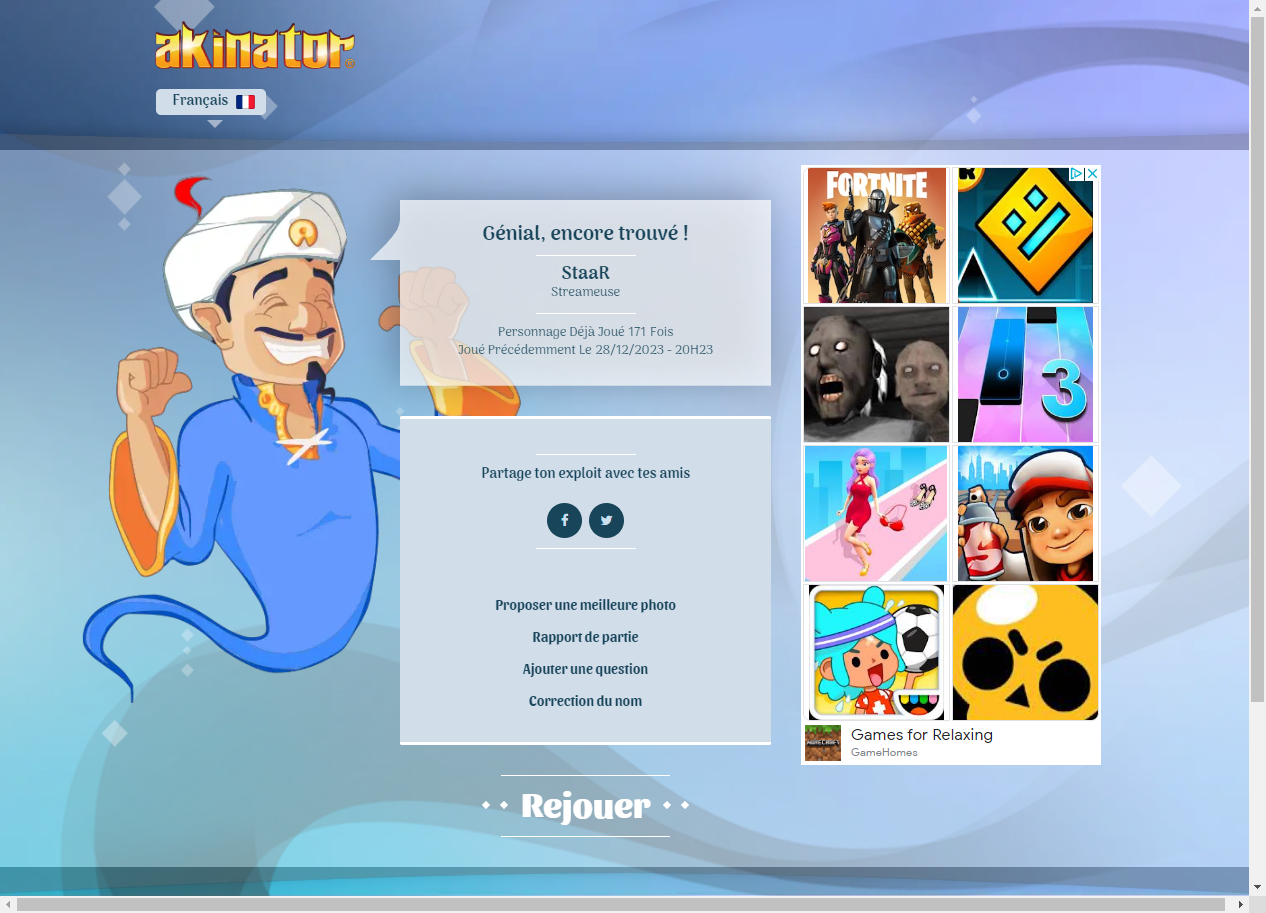 akinator
Français
Génial, encore trouvé !
StaaR
Streameuse
Personnage Déjà Joué 171 Fois
Joué Précédemment Le 28/12/2023 - 20H23
Partage ton exploit avec tes amis
Proposer une meilleure photo
Rapport de partie
Ajouter une question
Correction du nom
Rejouer
FORTNITE
3
MINECRAFT
Games for Relaxing
GameHomes